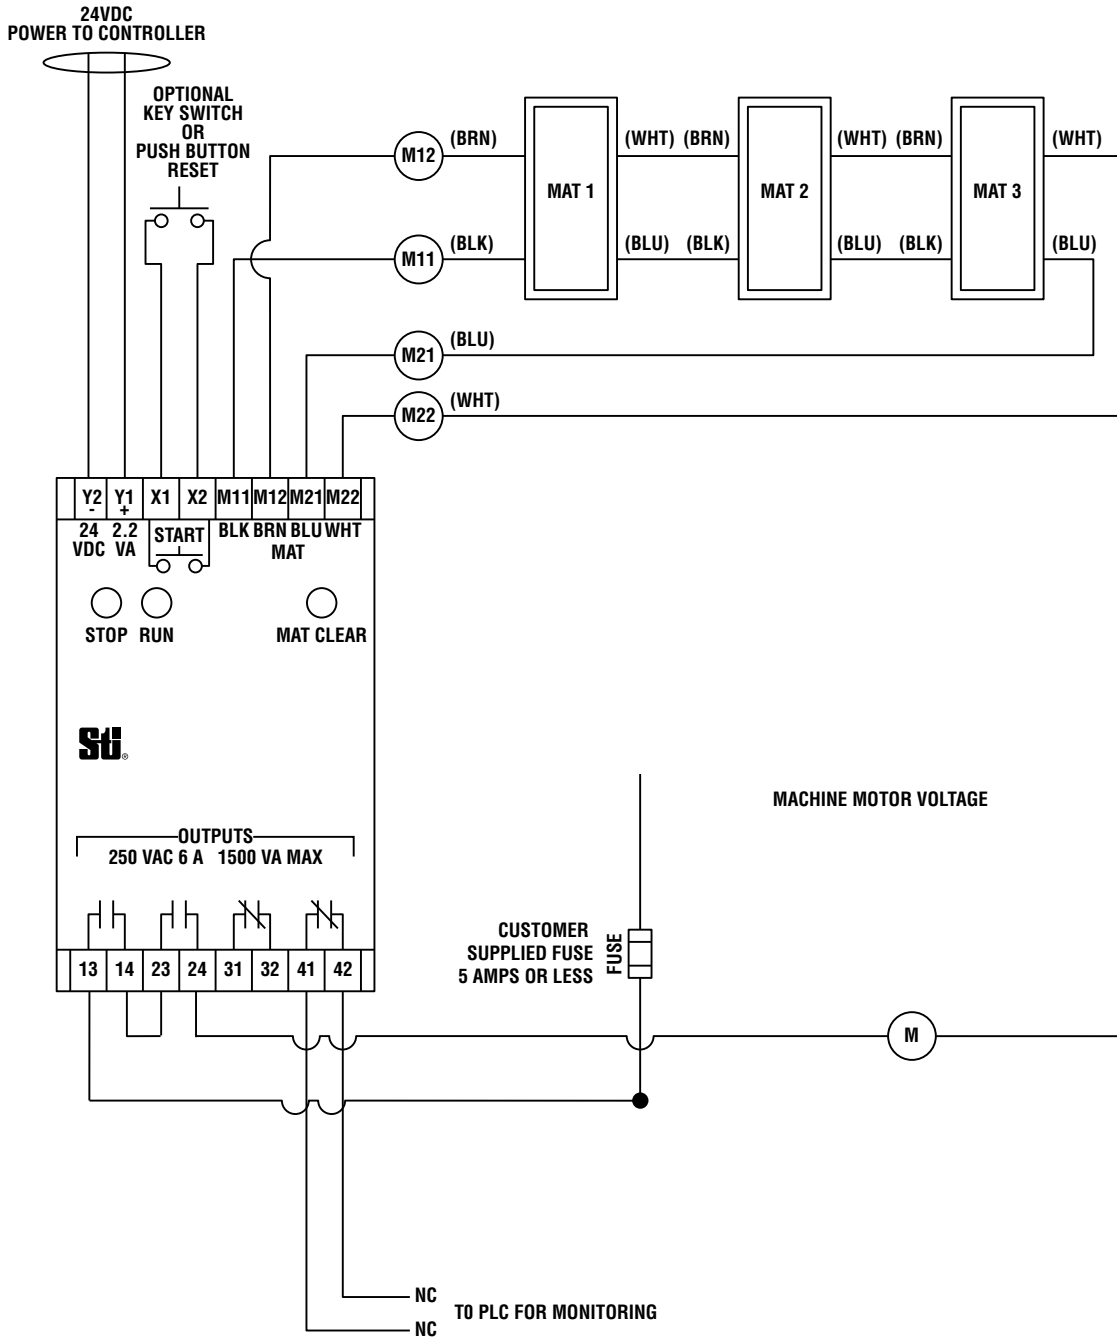 24VDC
POWER TO CONTROLLER
OPTIONAL
KEY SWITCH
OR
PUSH BUTTON
RESET
M12 (BRN) MAT 1 (WHT) (BRN) MAT 2 (WHT) (BRN) MAT 3 (WHT)
M11 (BLK) (BLU) (BLK) (BLU) (BLK) (BLU)
M21 (BLU)
M22 (WHT)
Y2 Y1 X1 X2 M11 M12 M21 M22
- +
24 2.2 START BLK BRN BLU WHT
VDC VA MAT
STOP RUN MAT CLEAR
Sti®
OUTPUTS
250 VAC 6 A 1500 VA MAX
13 14 23 24 31 32 41 42
MACHINE MOTOR VOLTAGE
CUSTOMER
SUPPLIED FUSE
5 AMPS OR LESS
FUSE
M
NC
T0 PLC FOR MONITORING
NC